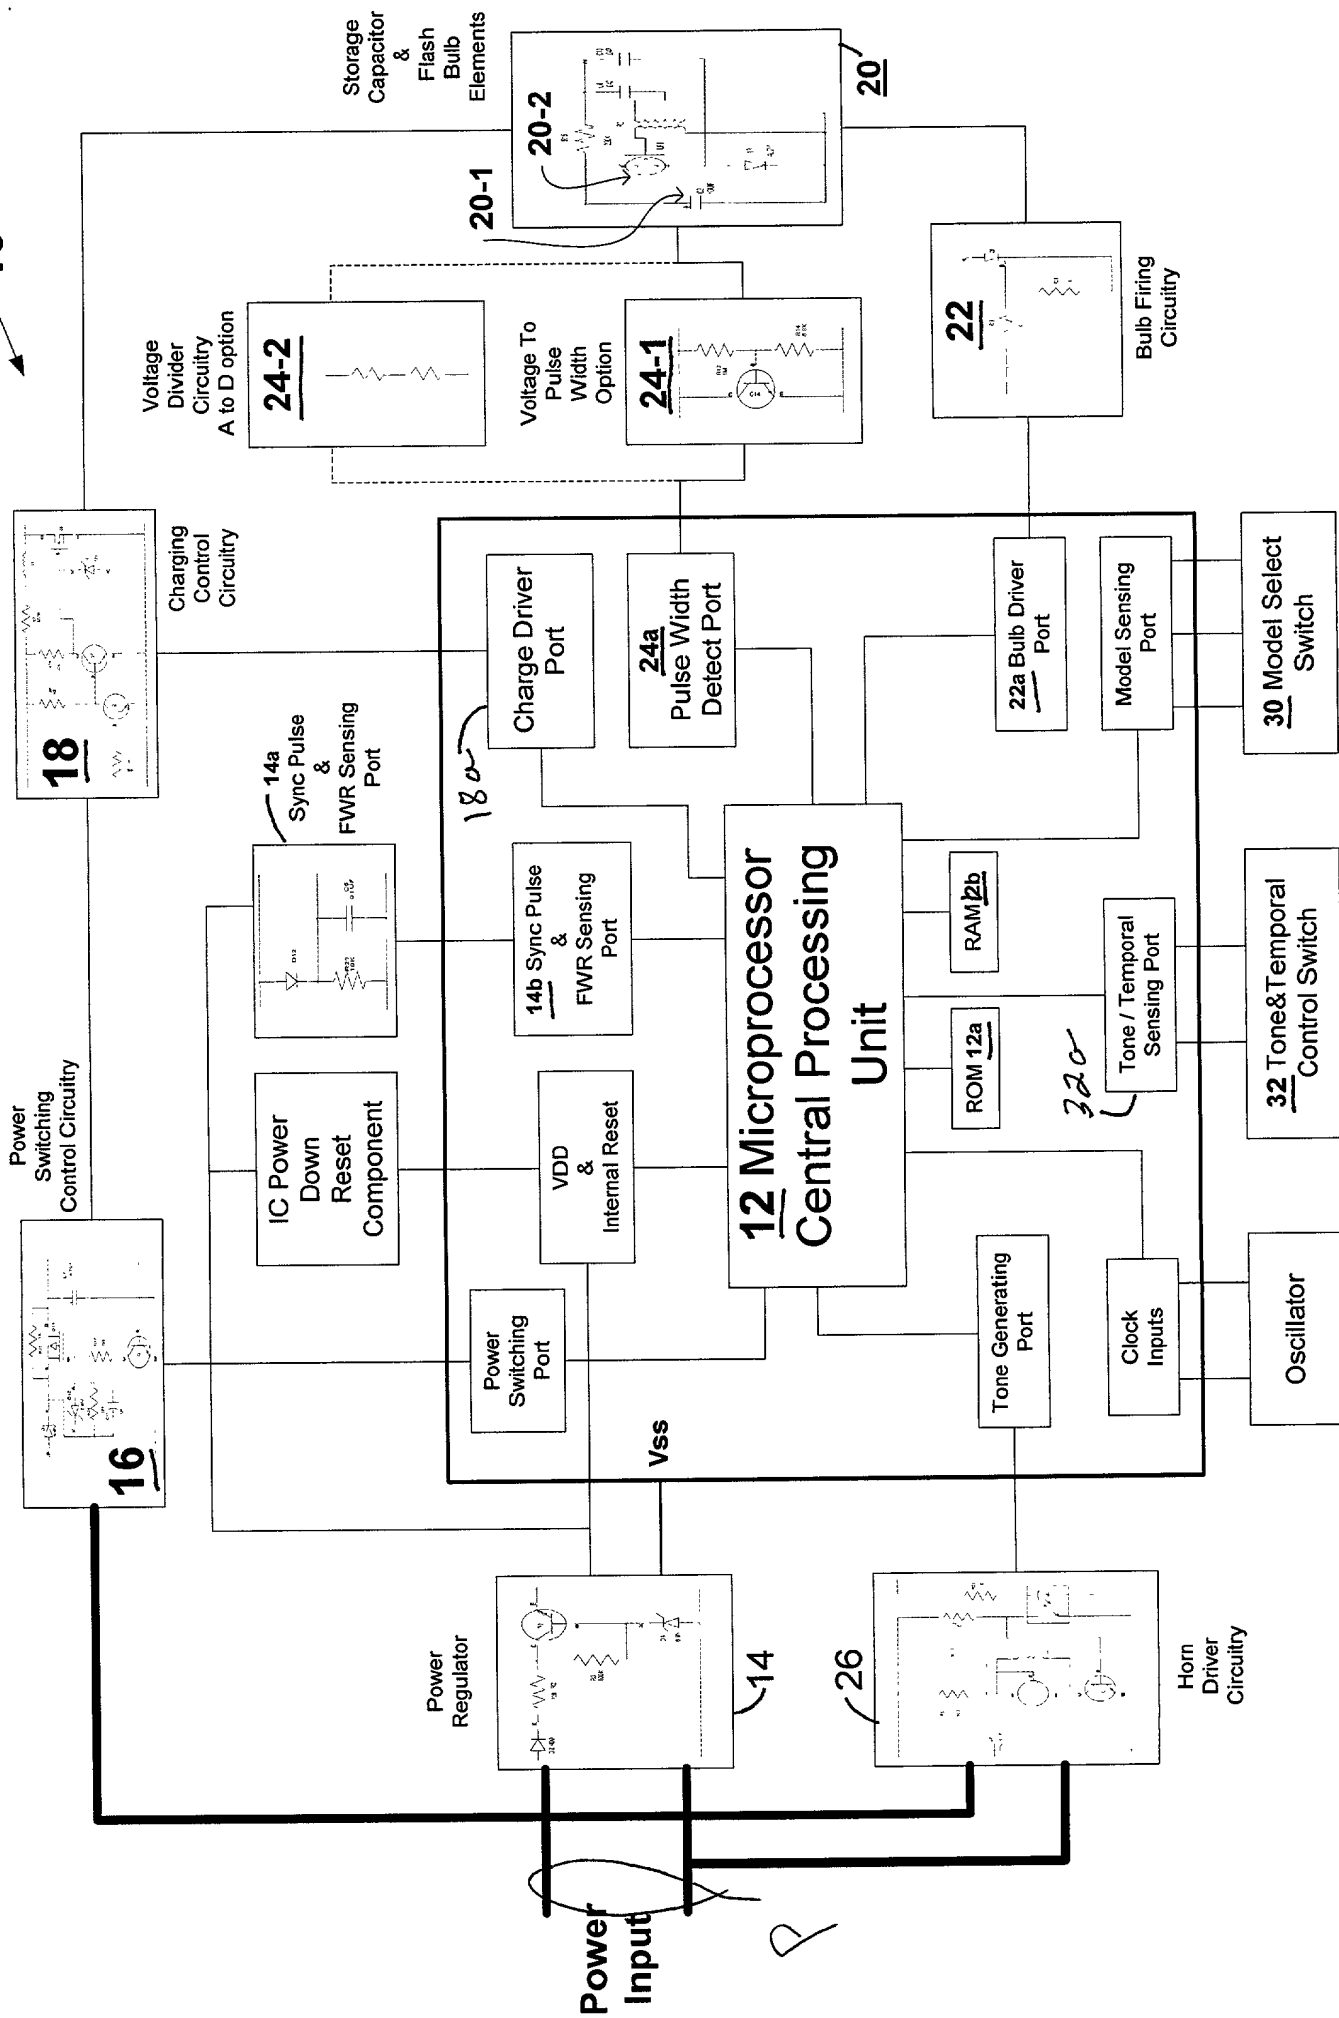 Power
Switching
Control Circuitry
16
18
Charging
Control
Circuitry
Storage
Capacitor
&
Flash
Bulb
Elements
20-2
20-1
20
Voltage
Divider
Circuitry
A to D option
24-2
Voltage To
Pulse
Width
Option
24-1
22
Bulb Firing
Circuitry
14a
Sync Pulse
&
FWR Sensing
Port
D13
IC Power
Down
Reset
Component
Power
Switching
Port
VDD
&
Internal Reset
14b Sync Pulse
&
FWR Sensing
Port
18a
Charge Driver
Port
24a
Pulse Width
Detect Port
22a Bulb Driver
Port
Model Sensing
Port
30 Model Select
Switch
12 Microprocessor
Central Processing
Unit
ROM 12a
RAM12b
32a
Tone / Temporal
Sensing Port
32 Tone&Temporal
Control Switch
Tone Generating
Port
Clock
Inputs
Oscillator
Vss
Power
Regulator
14
26
Horn
Driver
Circuitry
Power
Input
P